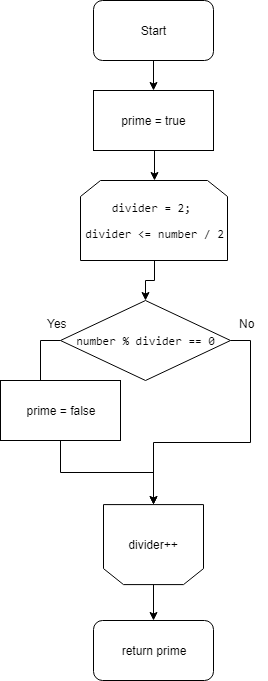 Start
prime = true
divider = 2;
divider <= number / 2
Yes
No
number % divider == 0
prime = false
divider++
return prime